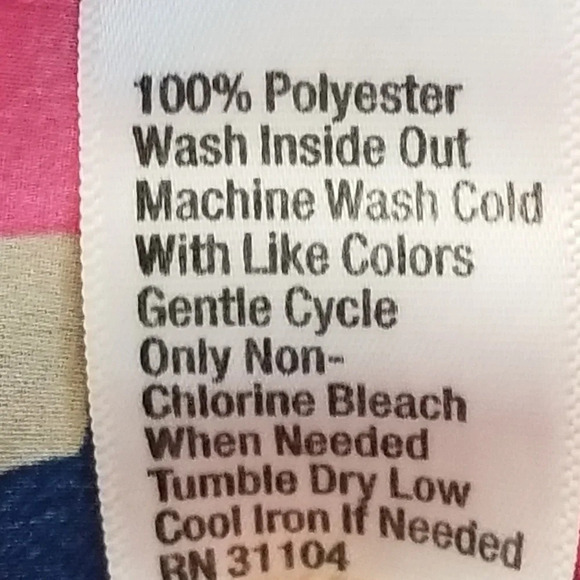 100% Polyester
Wash Inside Out
Machine Wash Cold
With Like Colors
Gentle Cycle
Only Non-
Chlorine Bleach
When Needed
Tumble Dry Low
Cool Iron If Needed
RN 31104